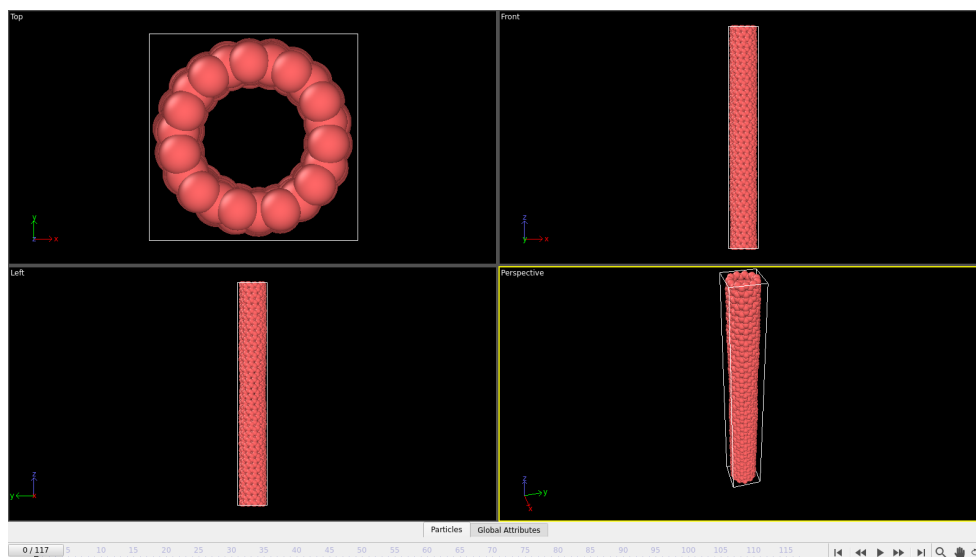 Top
Front
y
z x
z
y x
Left
Perspective
z
y x
z
y
x
Particles
Global Attributes
0 / 117
5 10 15 20 25 30 35 40 45 50 55 60 65 70 75 80 85 90 95 100 105 110 115